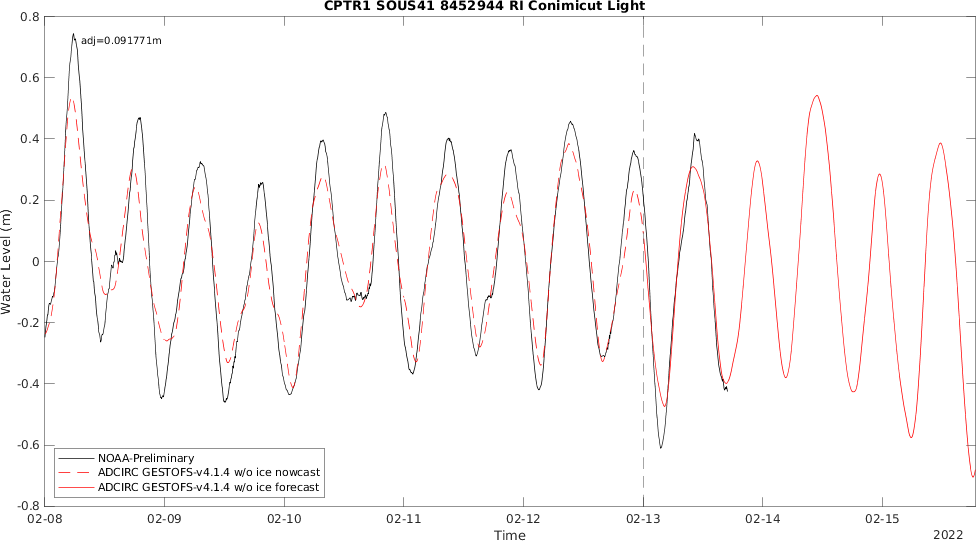 CPTR1 SOUS41 8452944 RI Conimicut Light
adj=0.091771m
0.8
0.6
0.4
0.2
0
-0.2
-0.4
-0.6
-0.8
Water Level (m)
NOAA-Preliminary
ADCIRC GESTOFS-v4.1.4 w/o ice nowcast
ADCIRC GESTOFS-v4.1.4 w/o ice forecast
02-08 02-09 02-10 02-11 02-12 02-13 02-14 02-15
Time
2022